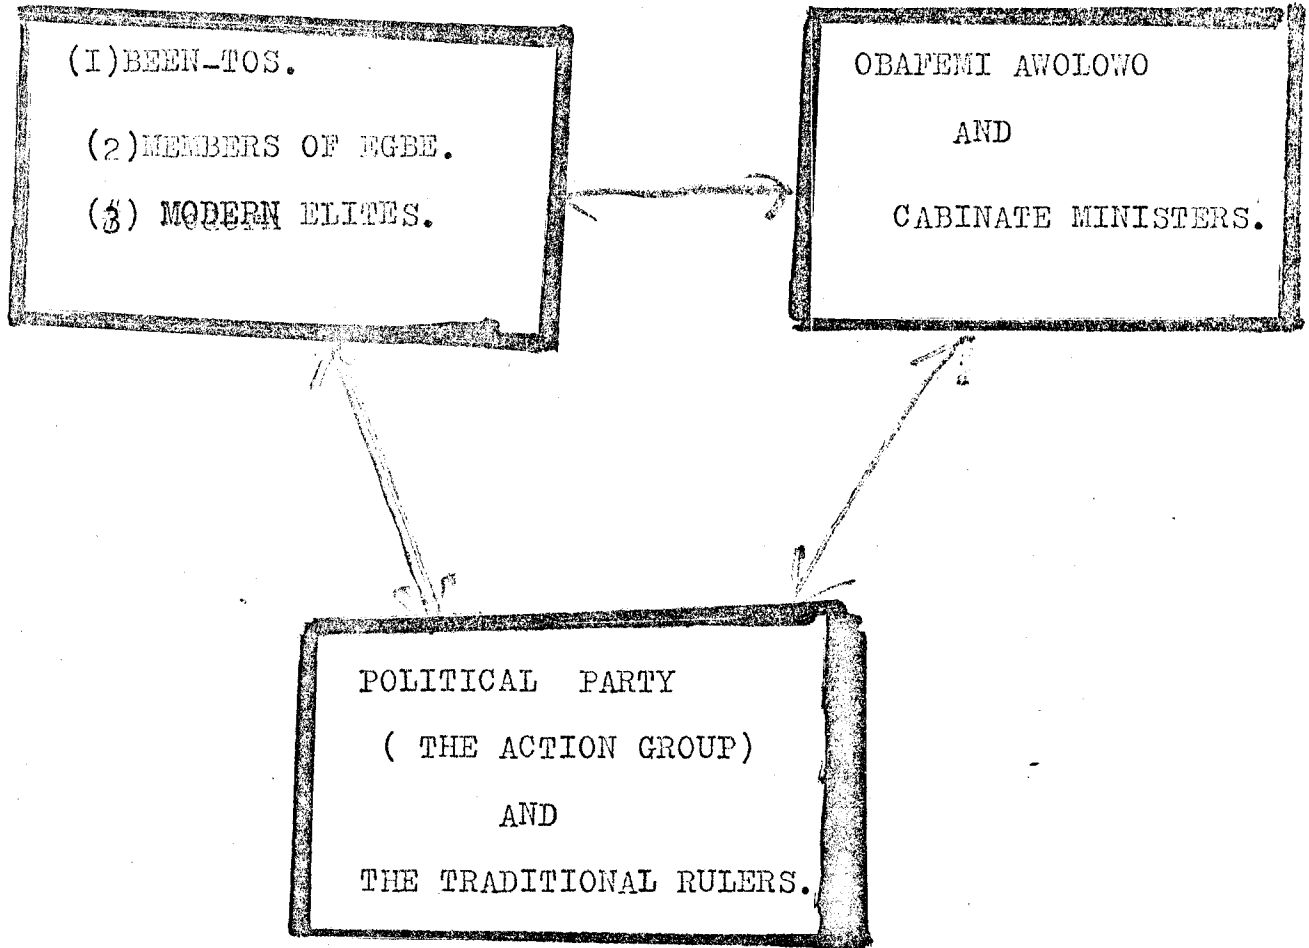 (I)BEEN-TOS.
(2)MEMBERS OF EGBE.
(3) MODERN ELITES.
OBAFEMI AWOLOWO
AND
CABINATE MINISTERS.
POLITICAL PARTY
( THE ACTION GROUP)
AND
THE TRADITIONAL RULERS.